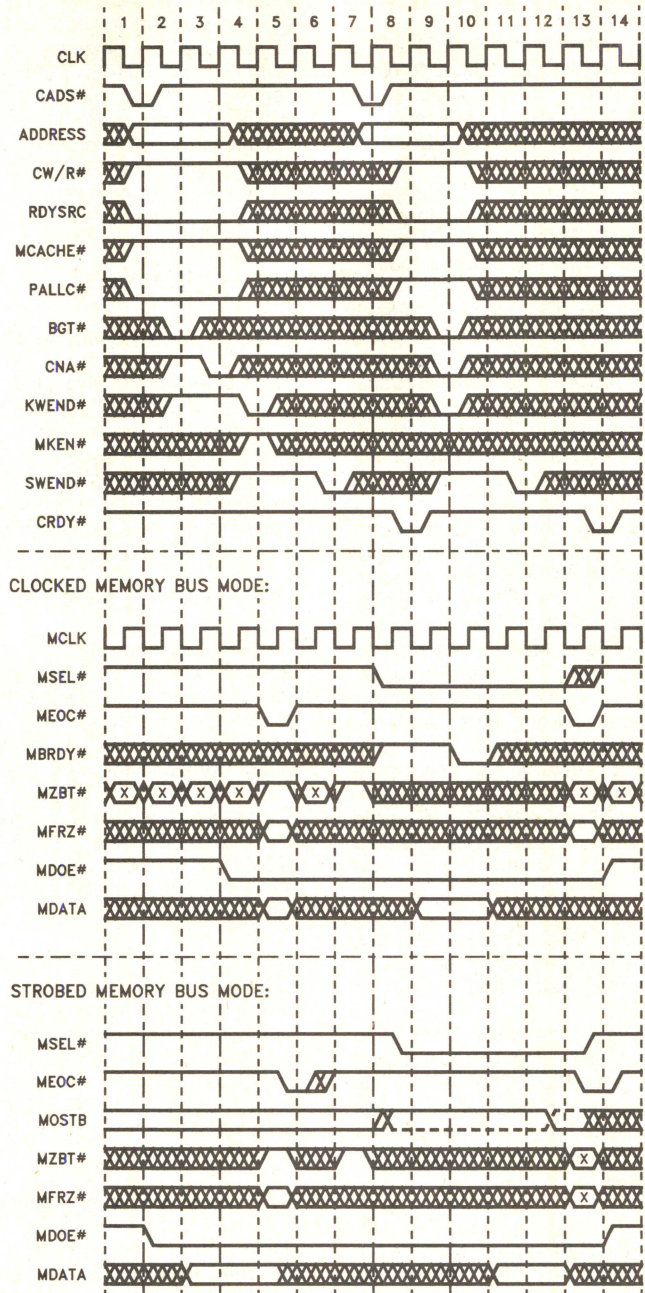 1 2 3 4 5 6 7 8 9 10 11 12 13 14
CLK
CADS#
ADDRESS
CW/R#
RDYSRC
MCACHE#
PALLC#
BGT#
CNA#
KWEND#
MKEN#
SWEND#
CRDY#
CLOCKED MEMORY BUS MODE:
MCLK
MSEL#
MEOC#
MBRDY#
MZBT# X X X X X X X
MFRZ#
MDOE#
MDATA
STROBED MEMORY BUS MODE:
MSEL#
MEOC#
MOSTB
MZBT# X
MFRZ# X
MDOE#
MDATA